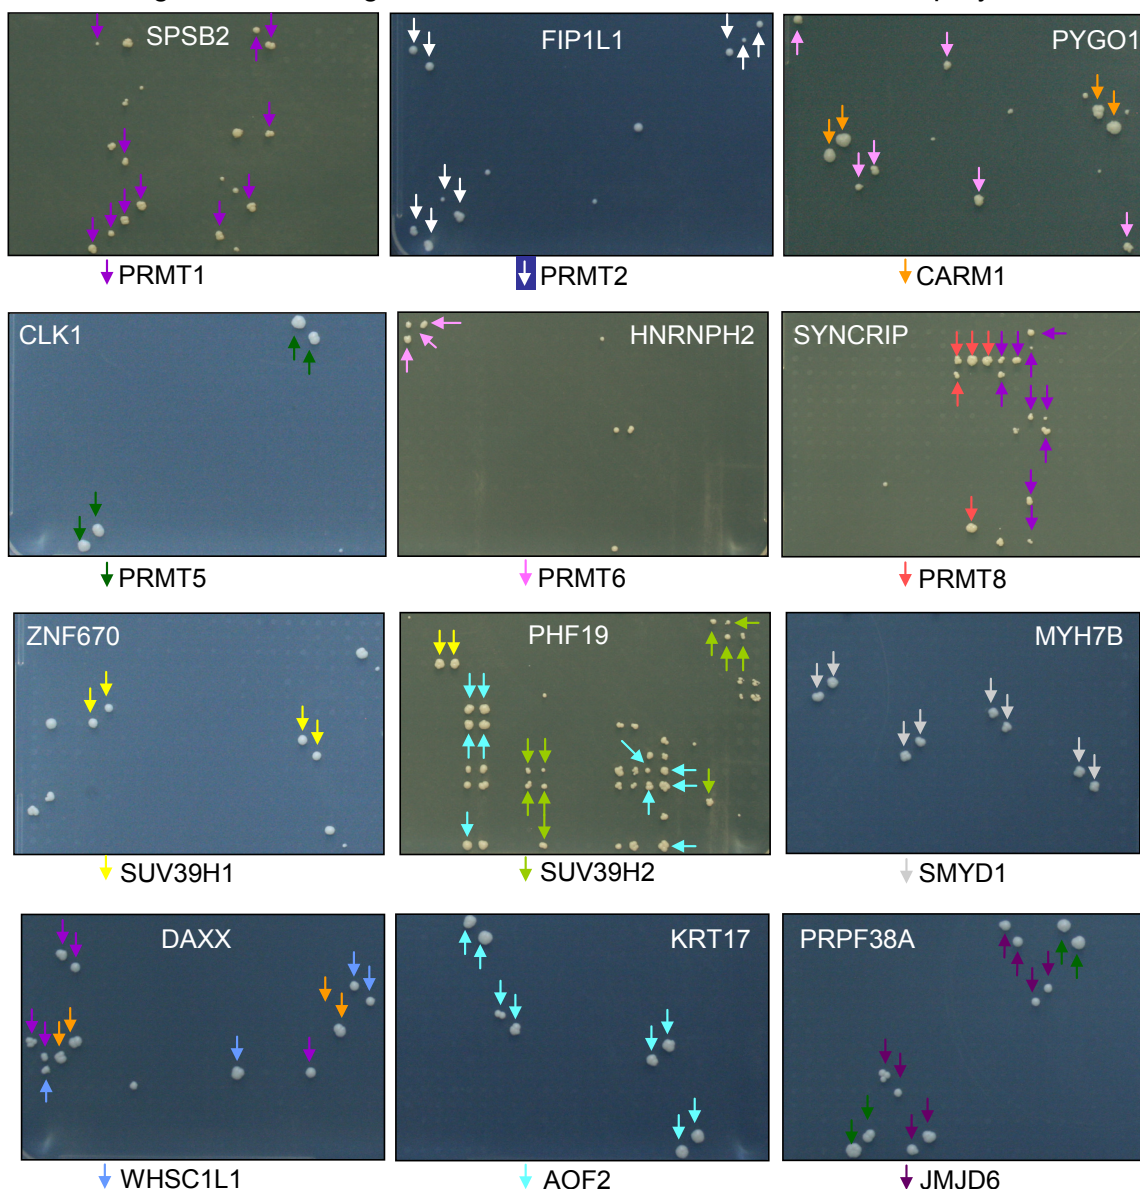 SPSB2
FIP1L1
PYGO1
PRMT1
PRMT2
CARM1
CLK1
HNRNPH2
SYNCRIP
PRMT5
PRMT6
PRMT8
ZNF670
PHF19
MYH7B
SUV39H1
SUV39H2
SMYD1
DAXX
KRT17
PRPF38A
WHSC1L1
AOF2
JMJD6